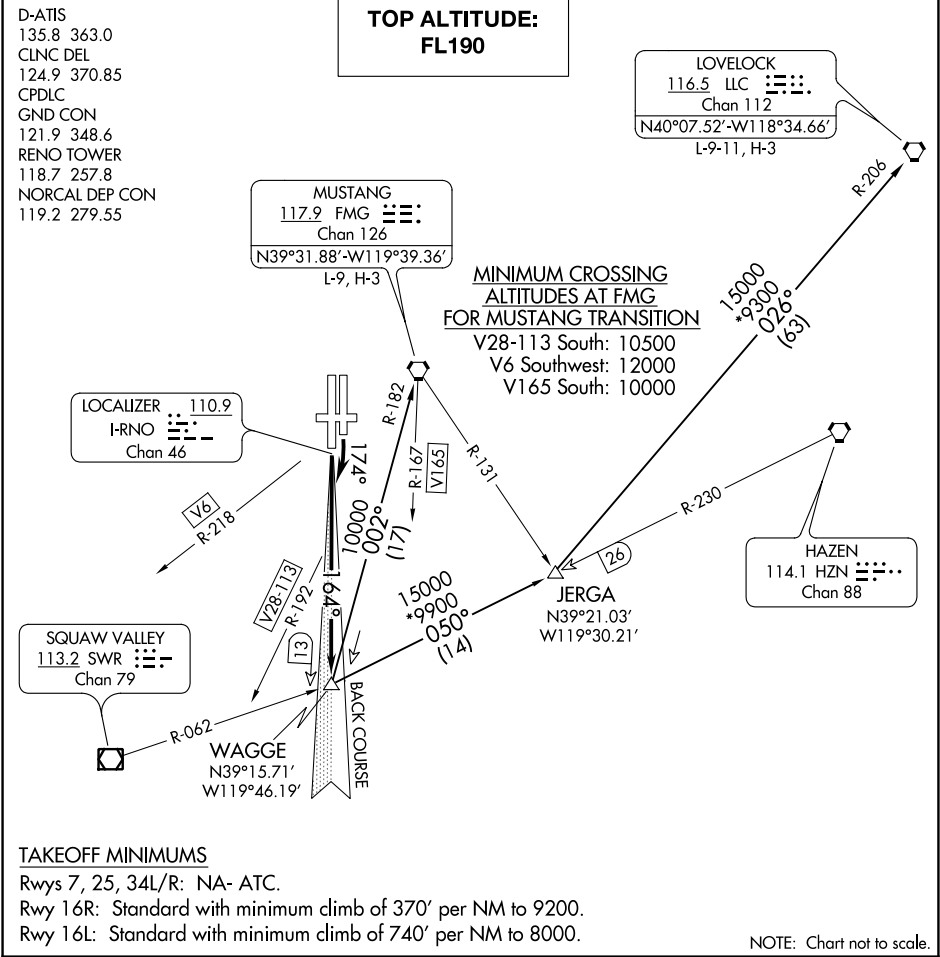 D-ATIS
135.8 363.0
CLNC DEL
124.9 370.85
CPDLC
GND CON
121.9 348.6
RENO TOWER
118.7 257.8
NORCAL DEP CON
119.2 279.55
TOP ALTITUDE:
FL190
LOVELOCK
116.5 LLC
Chan 112
N40°07.52'-W118°34.66'
L-9-11, H-3
R-206
MUSTANG
117.9 FMG
Chan 126
N39°31.88'-W119°39.36'
L-9, H-3
MINIMUM CROSSING
ALTITUDES AT FMG
FOR MUSTANG TRANSITION
V28-113 South: 10500
V6 Southwest: 12000
V165 South: 10000
15000
*9300
026°
(63)
LOCALIZER 110.9
I-RNO
Chan 46
R-182
R-167
V165
R-131
174°
10000
002°
(17)
V6
R-218
R-230
26
HAZEN
114.1 HZN
Chan 88
JERGA
N39°21.03'
W119°30.21'
V28-113
R-192
164°
15000
*9900
050°
(14)
13
SQUAW VALLEY
113.2 SWR
Chan 79
R-062
BACK COURSE
WAGGE
N39°15.71'
W119°46.19'
TAKEOFF MINIMUMS
Rwys 7, 25, 34L/R: NA- ATC.
Rwy 16R: Standard with minimum climb of 370' per NM to 9200.
Rwy 16L: Standard with minimum climb of 740' per NM to 8000.
NOTE: Chart not to scale.